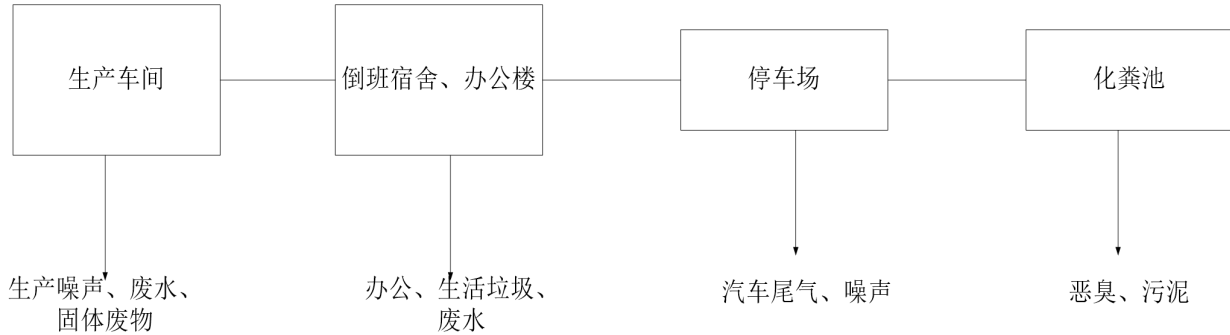 生产车间
倒班宿舍、办公楼
停车场
化粪池
生产噪声、废水、
固体废物
办公、生活垃圾、
废水
汽车尾气、噪声
恶臭、污泥